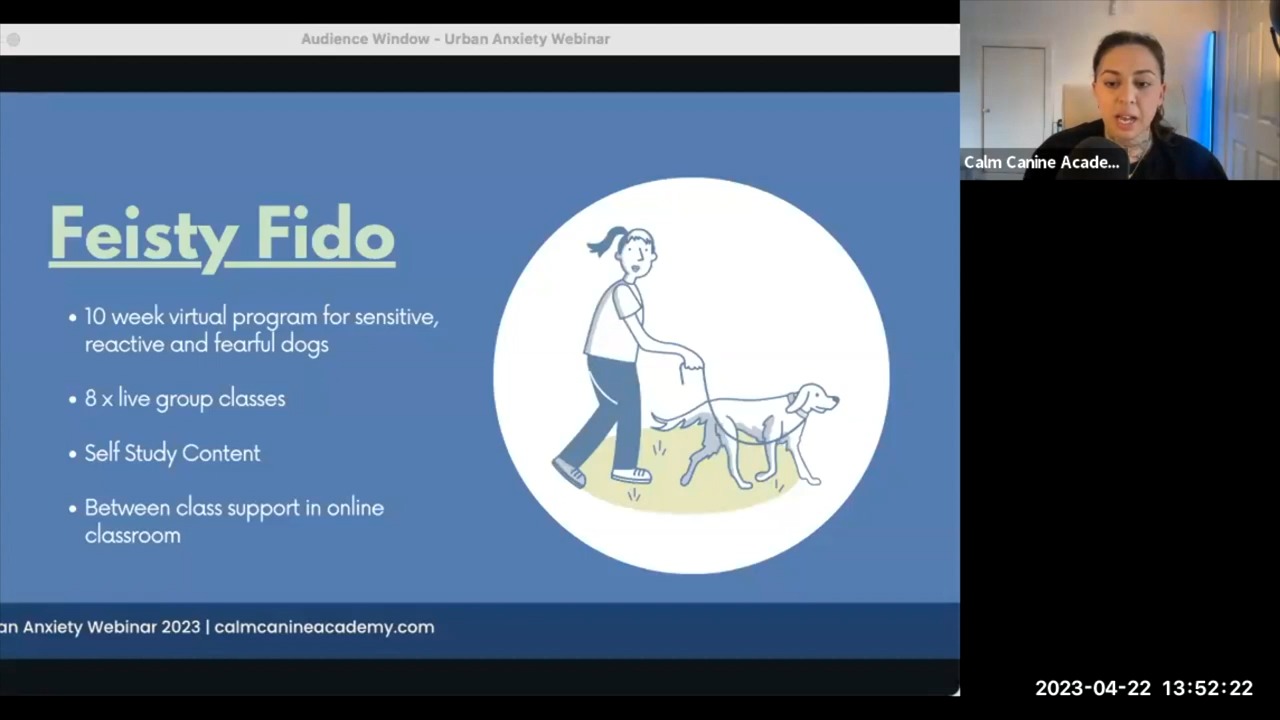 Audience Window - Urban Anxiety Webinar
Calm Canine Acade...
Feisty Fido
• 10 week virtual program for sensitive,
reactive and fearful dogs
• 8 x live group classes
• Self Study Content
• Between class support in online
classroom
an Anxiety Webinar 2023 | calmcanineacademy.com
2023-04-22 13:52:22